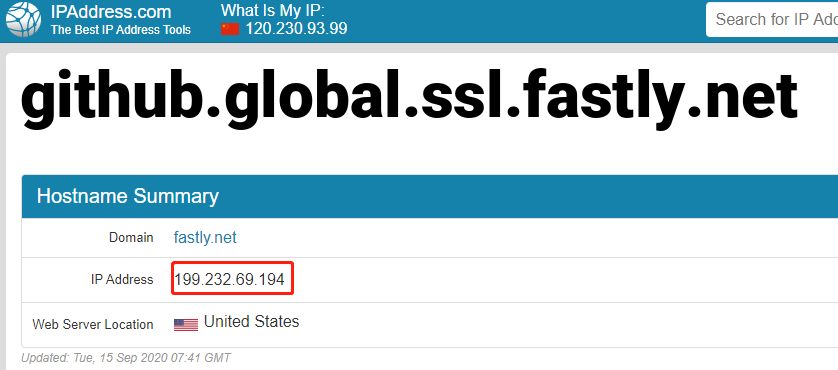 IPAddress.com
The Best IP Address Tools
What Is My IP:
120.230.93.99
Search for IP Add
github.global.ssl.fastly.net
Hostname Summary
Domain fastly.net
IP Address 199.232.69.194
Web Server Location United States
Updated: Tue, 15 Sep 2020 07:41 GMT